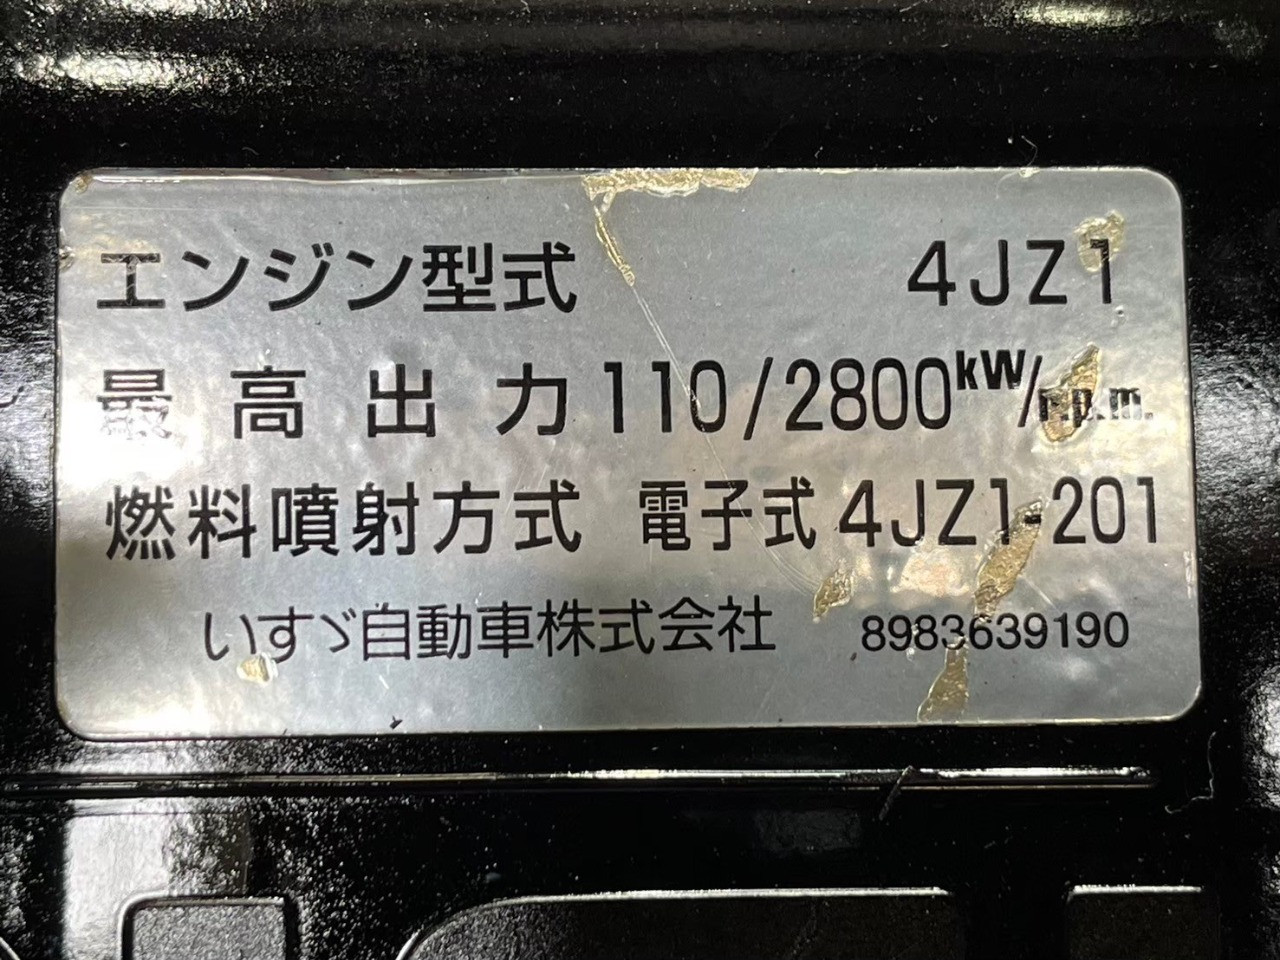 エンジン型式 4JZ1
最高出力 110/2800kW/r.p.m.
燃料噴射方式 電子式 4JZ1-201
いすゞ自動車株式会社 8983639190